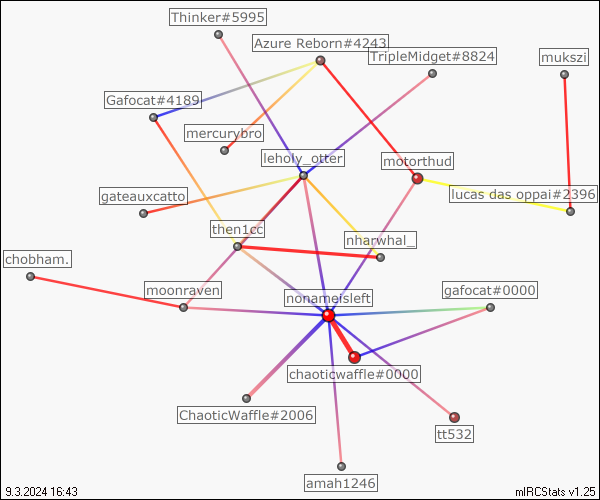 Thinker#5995
Azure Reborn#4243
TripleMidget#8824
mukszi
Gafocat#4189
mercurybro
leholy_otter
motorthud
gateauxcatto
lucas das oppai#2396
then1cc
nharwhal_
chobham.
moonraven
nonamefsleft
gafocat#0000
chaoticwaffle#0000
ChaoticWaffle#2006
tt532
amah1246
9.3.2024 16:43
mIRCStats v1.25